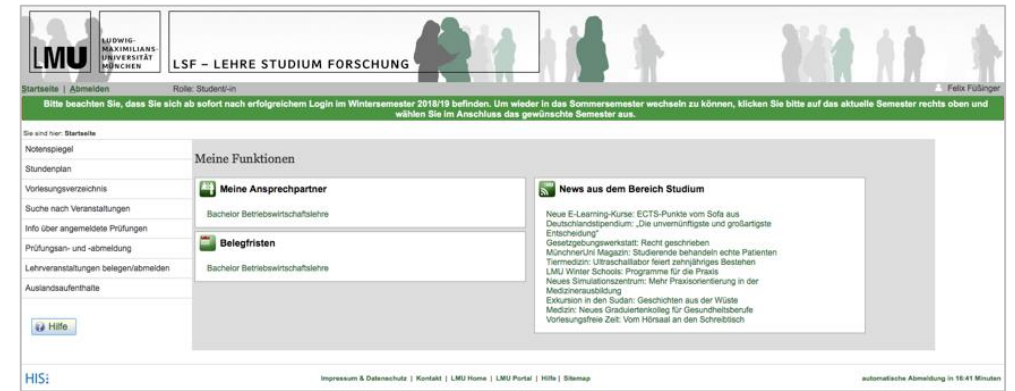 LMU
LUDWIG-
MAXIMILIANS-
UNIVERSITÄT
MÜNCHEN
LSF – LEHRE STUDIUM FORSCHUNG
Startseite | Abmelden Rolle: Student/-in Felix Füßinger
Bitte beachten Sie, dass Sie sich ab sofort nach erfolgreichem Login im Wintersemester 2018/19 befinden. Um wieder in das Sommersemester wechseln zu können, klicken Sie bitte auf das aktuelle Semester rechts oben und
wählen Sie im Anschluss das gewünschte Semester aus.
Sie sind hier: Startseite
Notenspiegel
Stundenplan
Vorlesungsverzeichnis
Suche nach Veranstaltungen
Info über angemeldete Prüfungen
Prüfungsan- und -abmeldung
Lehrveranstaltungen belegen/abmelden
Auslandsaufenthalte
Hilfe
Meine Funktionen
Meine Ansprechpartner
Bachelor Betriebswirtschaftslehre
Belegfristen
Bachelor Betriebswirtschaftslehre
News aus dem Bereich Studium
Neue E-Learning-Kurse: ECTS-Punkte vom Sofa aus
Deutschlandstipendium: „Die unvernünftigste und großartigste
Entscheidung"
Gesetzgebungswerkstatt: Recht geschrieben
MünchnerUni Magazin: Studierende behandeln echte Patienten
Tiermedizin: Ultraschalllabor feiert zehnjähriges Bestehen
LMU Winter Schools: Programme für die Praxis
Neues Simulationszentrum: Mehr Praxisorientierung in der
Medizinerausbildung
Exkursion in den Sudan: Geschichten aus der Wüste
Medizin: Neues Graduiertenkolleg für Gesundheitsberufe
Vorlesungsfreie Zeit: Vom Hörsaal an den Schreibtisch
HIS:
Impressum & Datenschutz | Kontakt | LMU Home | LMU Portal | Hilfe | Sitemap
automatische Abmeldung in 16:41 Minuten